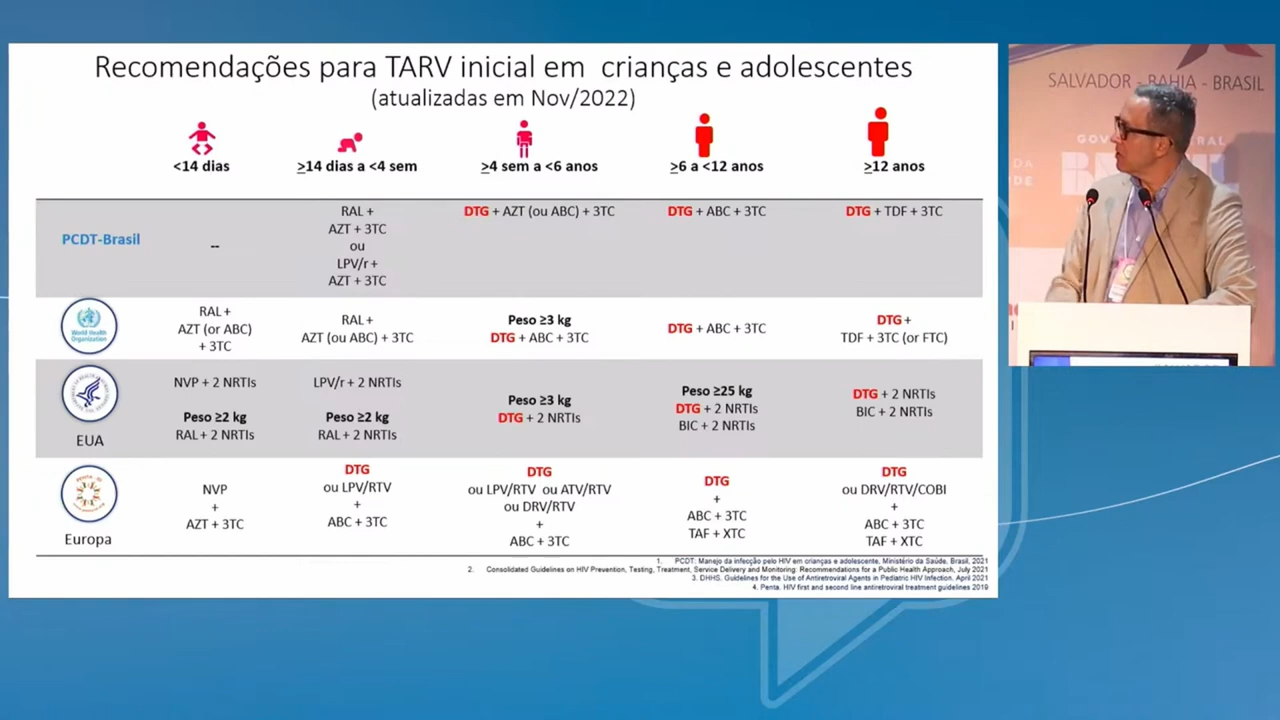 Recomendações para TARV inicial em crianças e adolescentes
(atualizadas em Nov/2022)
<14 dias
≥14 dias a <4 sem
≥4 sem a <6 anos
≥6 a <12 anos
≥12 anos
PCDT-Brasil
--
RAL +
AZT + 3TC
ou
LPV/r +
AZT + 3TC
DTG + AZT (ou ABC) + 3TC
DTG + ABC + 3TC
DTG + TDF + 3TC
World Health
Organization
RAL +
AZT (or ABC)
+ 3TC
RAL +
AZT (ou ABC) + 3TC
Peso ≥3 kg
DTG + ABC + 3TC
DTG + ABC + 3TC
DTG +
TDF + 3TC (or FTC)
EUA
NVP + 2 NRTIs
Peso ≥2 kg
RAL + 2 NRTIs
LPV/r + 2 NRTIs
Peso ≥2 kg
RAL + 2 NRTIs
Peso ≥3 kg
DTG + 2 NRTIs
Peso ≥25 kg
DTG + 2 NRTIs
BIC + 2 NRTIs
DTG + 2 NRTIs
BIC + 2 NRTIs
Europa
NVP
+
AZT + 3TC
DTG
ou LPV/RTV
+
ABC + 3TC
DTG
ou LPV/RTV ou ATV/RTV
ou DRV/RTV
+
ABC + 3TC
DTG
+
ABC + 3TC
TAF + XTC
DTG
ou DRV/RTV/COBI
+
ABC + 3TC
TAF + XTC
1. PCDT: Manejo da infecção pelo HIV em crianças e adolescente, Ministério da Saúde, Brasil, 2021
2. Consolidated Guidelines on HIV Prevention, Testing, Treatment, Service Delivery and Monitoring: Recommendations for a Public Health Approach, July 2021
3. DHHS. Guidelines for the Use of Antiretroviral Agents in Pediatric HIV Infection. April 2021
4. Penta. HIV first and second line antiretroviral treatment guidelines 2019
SALVADOR - BAHIA - BRASIL